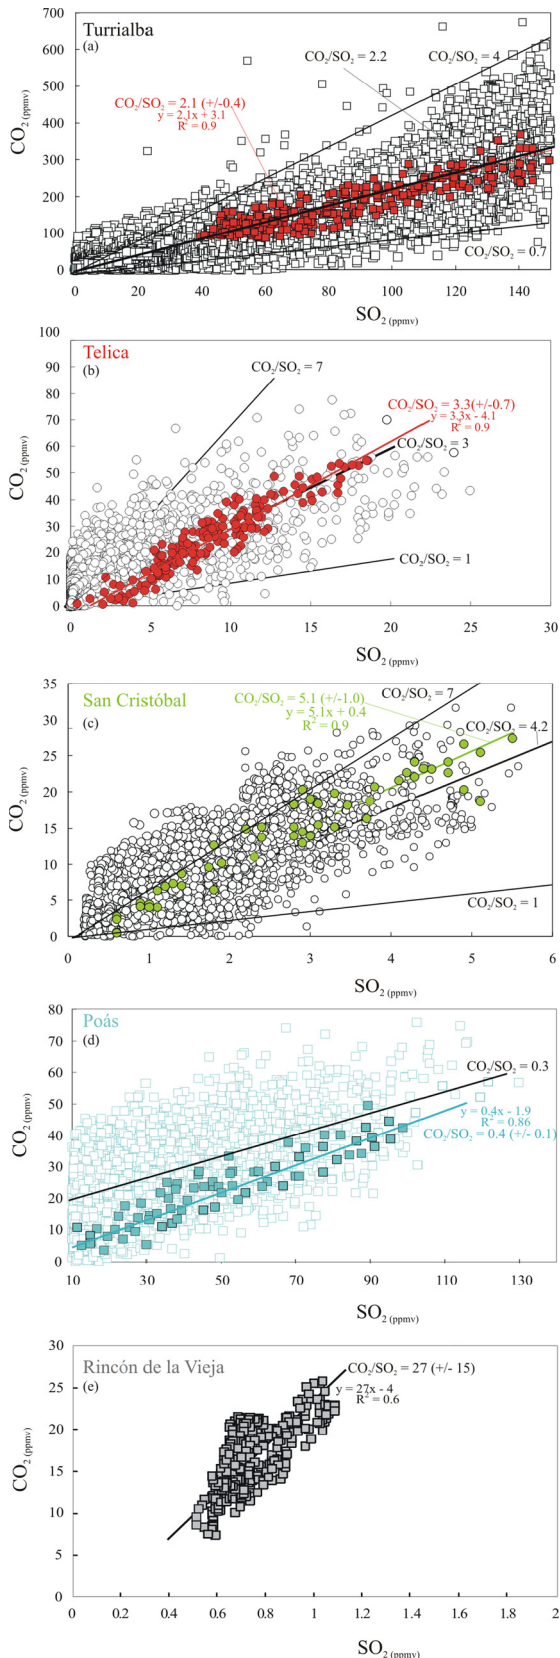 Turrialba
(a)
CO2/SO2 = 2.2
CO2/SO2 = 4
CO2/SO2 = 2.1 (+/-0.4)
y = 2.1x + 3.1
R2 = 0.9
CO2/SO2 = 0.7
CO2 (ppmv)
700
600
500
400
300
200
100
0
0 20 40 60 80 100 120 140
SO2 (ppmv)
Telica
(b)
CO2/SO2 = 7
CO2/SO2 = 3.3(+/-0.7)
y = 3.3x - 4.1
R2 = 0.9
CO2/SO2 = 3
CO2/SO2 = 1
CO2 (ppmv)
100
80
90
70
60
50
40
30
20
10
0
0 5 10 15 20 25 30
SO2 (ppmv)
San Cristóbal
(c)
CO2/SO2 = 7
CO2/SO2 = 5.1 (+/-1.0)
y = 5.1x + 0.4
R2 = 0.9
CO2/SO2 = 4.2
CO2/SO2 = 1
CO2 (ppmv)
35
30
25
20
15
10
5
0
0 1 2 3 4 5 6
SO2 (ppmv)
Poás
(d)
CO2/SO2 = 0.3
y = 0.4x - 1.9
R2 = 0.86
CO2/SO2 = 0.4 (+/- 0.1)
CO2 (ppmv)
80
70
60
50
40
30
20
10
0
10 30 50 70 90 110 130
SO2 (ppmv)
Rincón de la Vieja
(e)
CO2/SO2 = 27 (+/- 15)
y = 27x - 4
R2 = 0.6
CO2 (ppmv)
30
25
20
15
10
5
0
0 0.2 0.4 0.6 0.8 1 1.2 1.4 1.6 1.8 2
SO2 (ppmv)